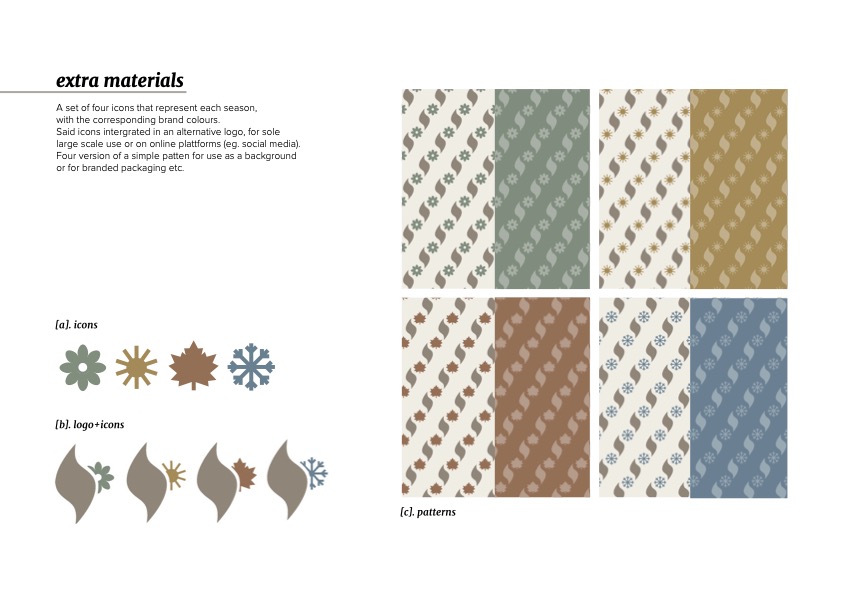 extra materials
A set of four icons that represent each season,
with the corresponding brand colours.
Said icons intergrated in an alternative logo, for sole
large scale use or on online plattforms (eg. social media).
Four version of a simple patten for use as a background
or for branded packaging etc.
[a]. icons
[b]. logo+icons
[c]. patterns